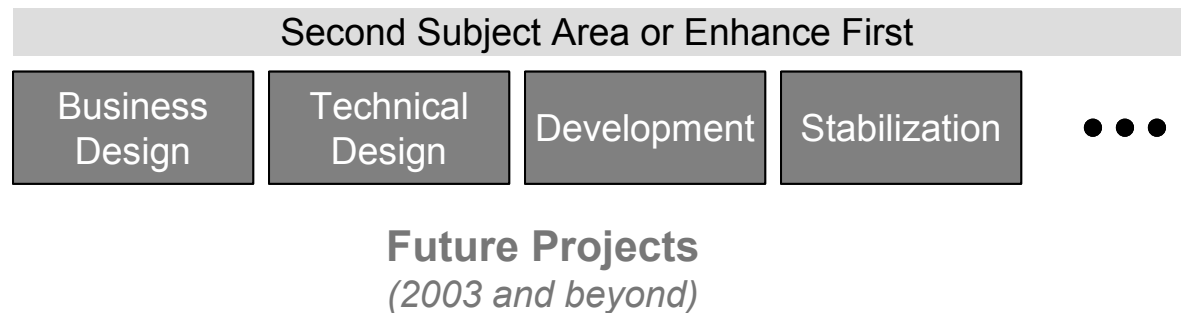 Second Subject Area or Enhance First
Business
Design
Technical
Design
Development
Stabilization
•••
Future Projects
(2003 and beyond)